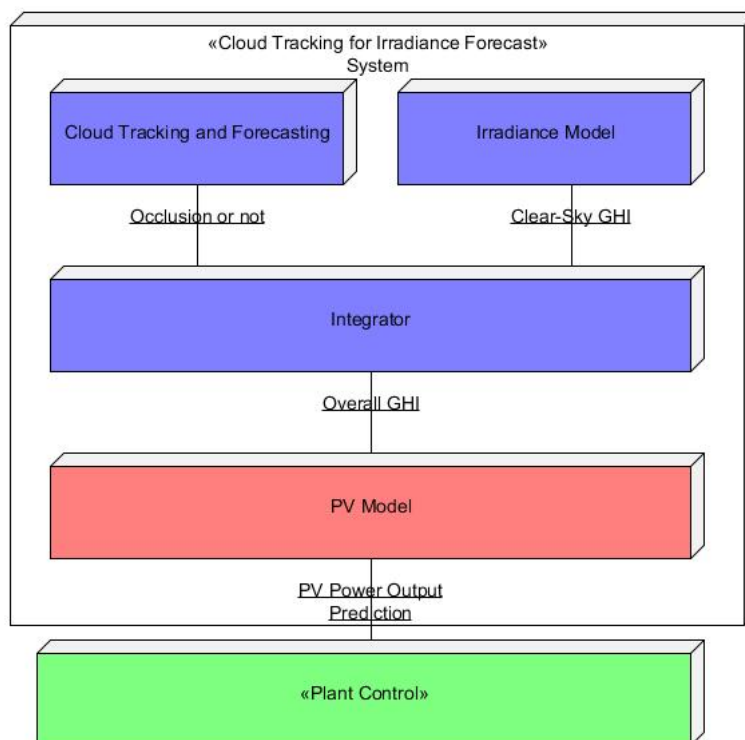 «Cloud Tracking for Irradiance Forecast»
System
Cloud Tracking and Forecasting
Irradiance Model
Occlusion or not
Clear-Sky GHI
Integrator
Overall GHI
PV Model
PV Power Output
Prediction
«Plant Control»